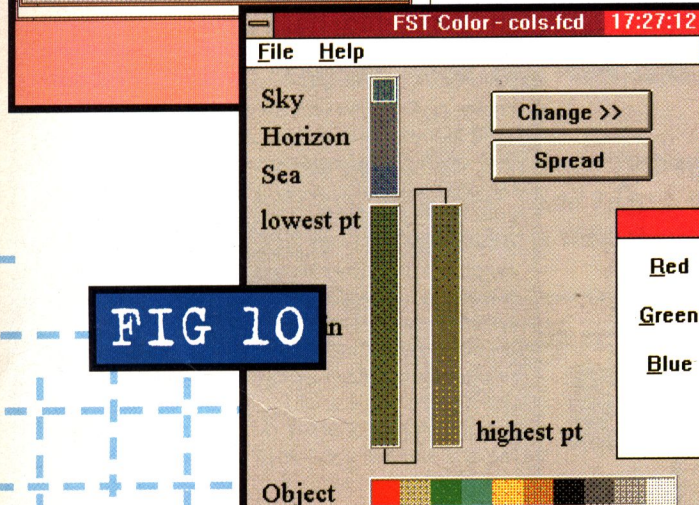 FST Color - cols.fcd 17:27:12
File Help
Sky
Horizon
Sea
lowest pt
highest pt
Object
Change >>
Spread
Red
Green
Blue
FIG 10